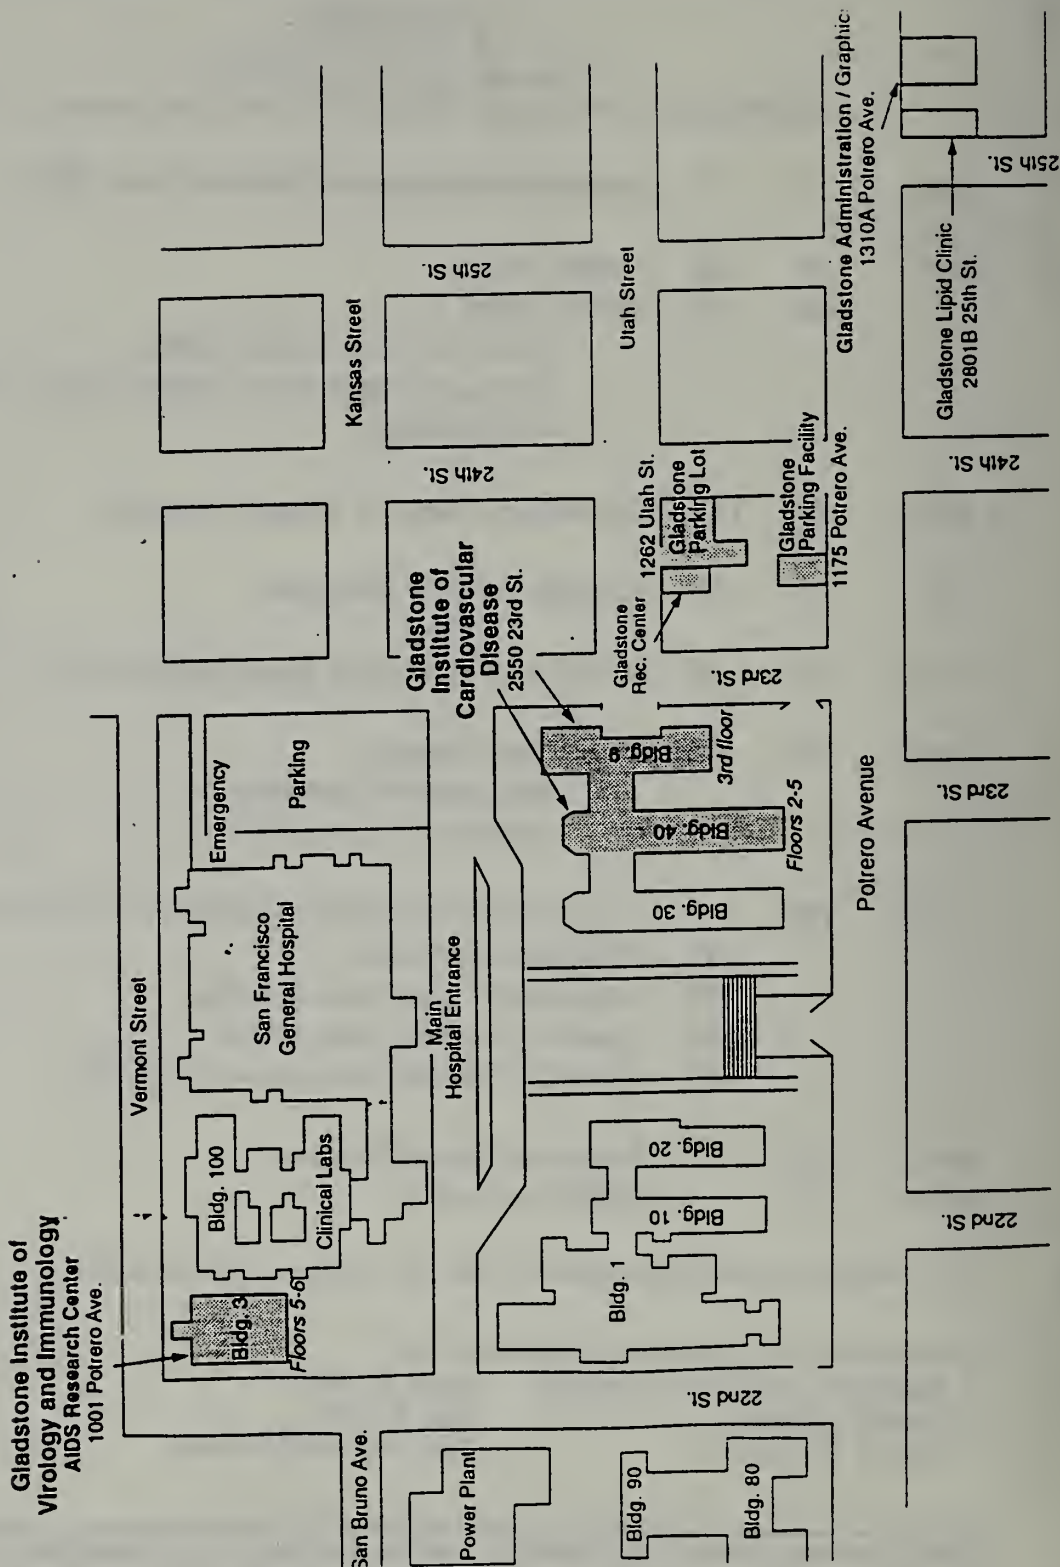 Gladstone Institute of
Virology and Immunology
AIDS Research Center
1001 Potrero Ave.
Vermont Street
Emergency
Parking
San Francisco
General Hospital
Bldg. 100
Clinical Labs
Bldg. 3
Floors 5-6
Main
Hospital Entrance
San Bruno Ave.
Power Plant
Bldg. 90
Bldg. 80
22nd St.
Bldg. 1
Bldg. 10
Bldg. 20
Bldg. 30
Bldg. 40
Floors 2-5
Bldg. 9
3rd floor
Gladstone
Institute of
Cardiovascular
Disease
2550 23rd St.
Gladstone
Rec. Center
1262 Utah St.
Gladstone
Parking Lot
Gladstone
Parking Facility
1175 Potrero Ave.
23rd St.
Kansas Street
24th St.
25th St.
Utah Street
Potrero Avenue
22nd St.
23rd St.
24th St.
25th St.
Gladstone Administration / Graphic
1310A Potrero Ave.
Gladstone Lipid Clinic
2801B 25th St.